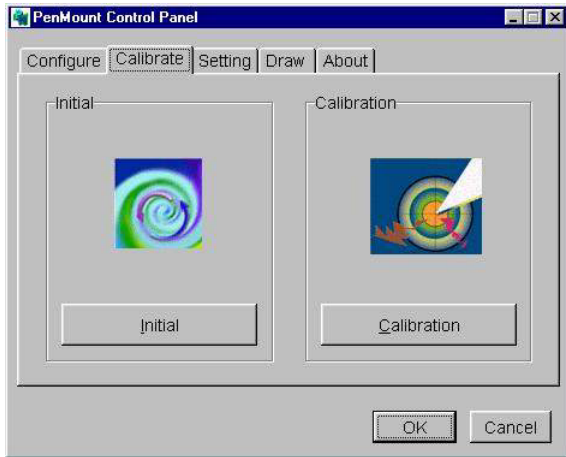 PenMount Control Panel
Configure Calibrate Setting Draw About
Initial Calibration
Initial Calibration
OK Cancel